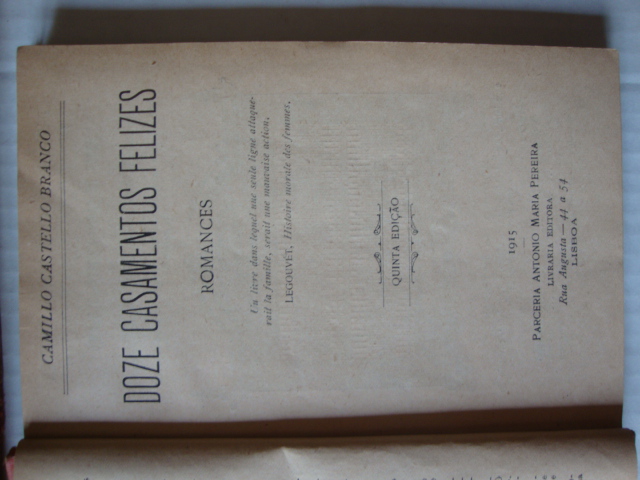 CAMILLO CASTELLO BRANCO
DOZE CASAMENTOS FELIZES
ROMANCES
Un livre dans lequel une seule ligne attaque-
rait la famille, serait une mauvaise action.
LEGOUVÉT, Histoire morale des femmes.
QUINTA EDIÇÃO
1915
PARCERIA ANTONIO MARIA PEREIRA
LIVRARIA EDITORA
Rua Augusta — 44 a 54
LISBOA